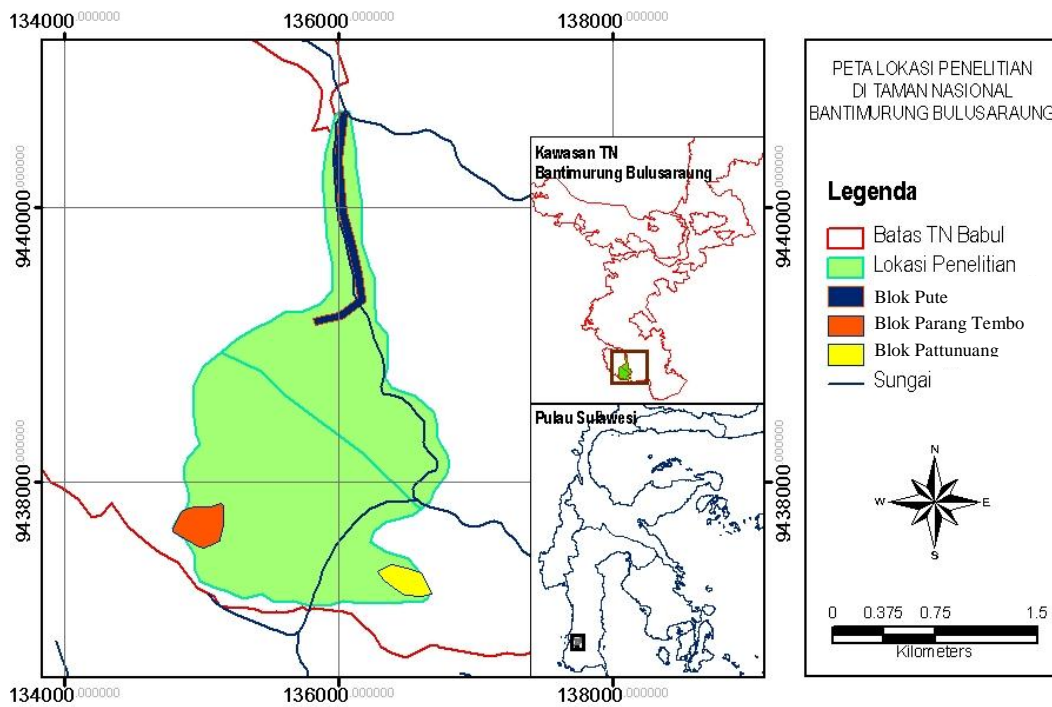 134000.000000 136000.000000 138000.000000
9440000.000000
9438000.000000
Kawasan TN
Bantimurung Bulusaraung
Pulau Sulawesi
9440000.000000
9438000.000000
134000.000000 136000.000000 138000.000000
PETA LOKASI PENELITIAN
DI TAMAN NASIONAL
BANTIMURUNG BULUSARAUNG
Legenda
Batas TN Babul
Lokasi Penelitian
Blok Pute
Blok Parang Tembo
Blok Pattunuang
Sungai
N
W E
S
0 0.375 0.75 1.5
Kilometers